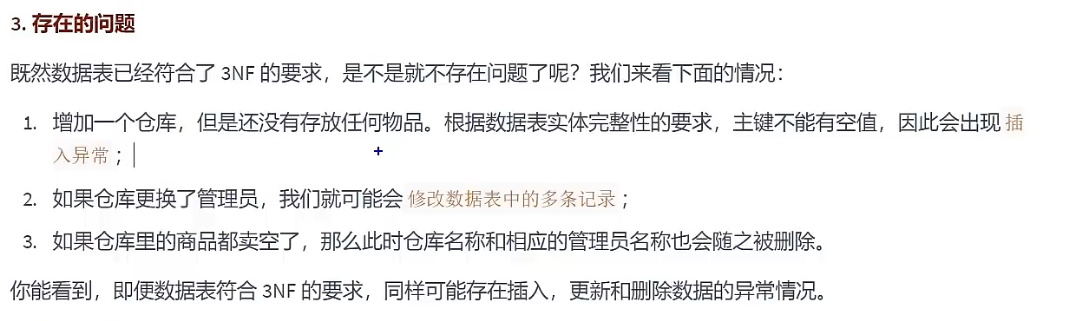 3. 存在的问题
既然数据表已经符合了 3NF 的要求，是不是就不存在问题了呢？我们来看下面的情况：
1. 增加一个仓库，但是还没有存放任何物品。根据数据表实体完整性的要求，主键不能有空值，因此会出现 插
入异常 ；
2. 如果仓库更换了管理员，我们就可能会 修改数据表中的多条记录 ；
3. 如果仓库里的商品都卖空了，那么此时仓库名称和相应的管理员名称也会随之被删除。
你能看到，即便数据表符合 3NF 的要求，同样可能存在插入，更新和删除数据的异常情况。